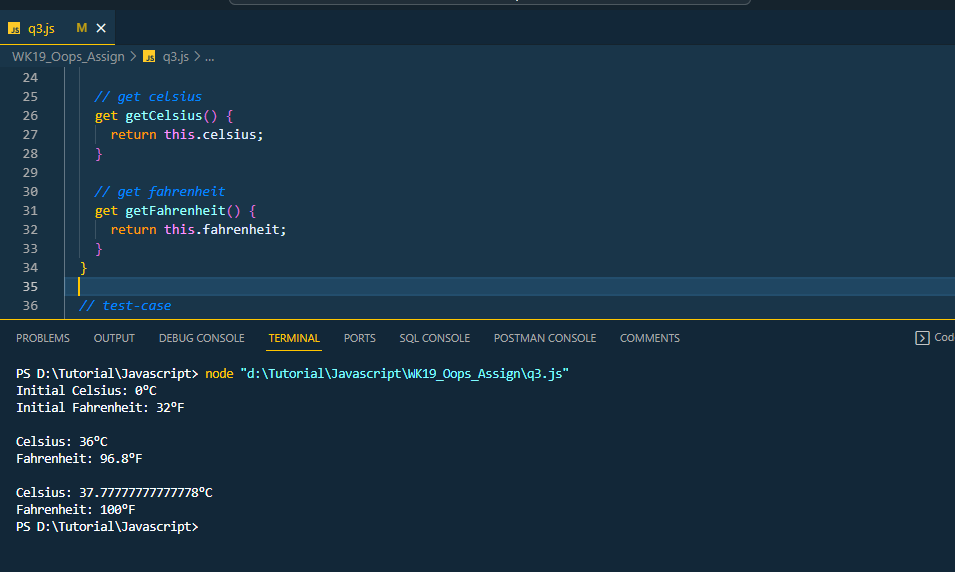 JS q3.js M
WK19_Oops_Assign > JS q3.js > ...
24
25 // get celsius
26 get getCelsius() {
27 return this.celsius;
28 }
29
30 // get fahrenheit
31 get getFahrenheit() {
32 return this.fahrenheit;
33 }
34 }
35
36 // test-case
PROBLEMS OUTPUT DEBUG CONSOLE TERMINAL PORTS SQL CONSOLE POSTMAN CONSOLE COMMENTS Cod
PS D:\Tutorial\Javascript> node "d:\Tutorial\Javascript\WK19_Oops_Assign\q3.js"
Initial Celsius: 0°C
Initial Fahrenheit: 32°F
Celsius: 36°C
Fahrenheit: 96.8°F
Celsius: 37.77777777777778°C
Fahrenheit: 100°F
PS D:\Tutorial\Javascript>